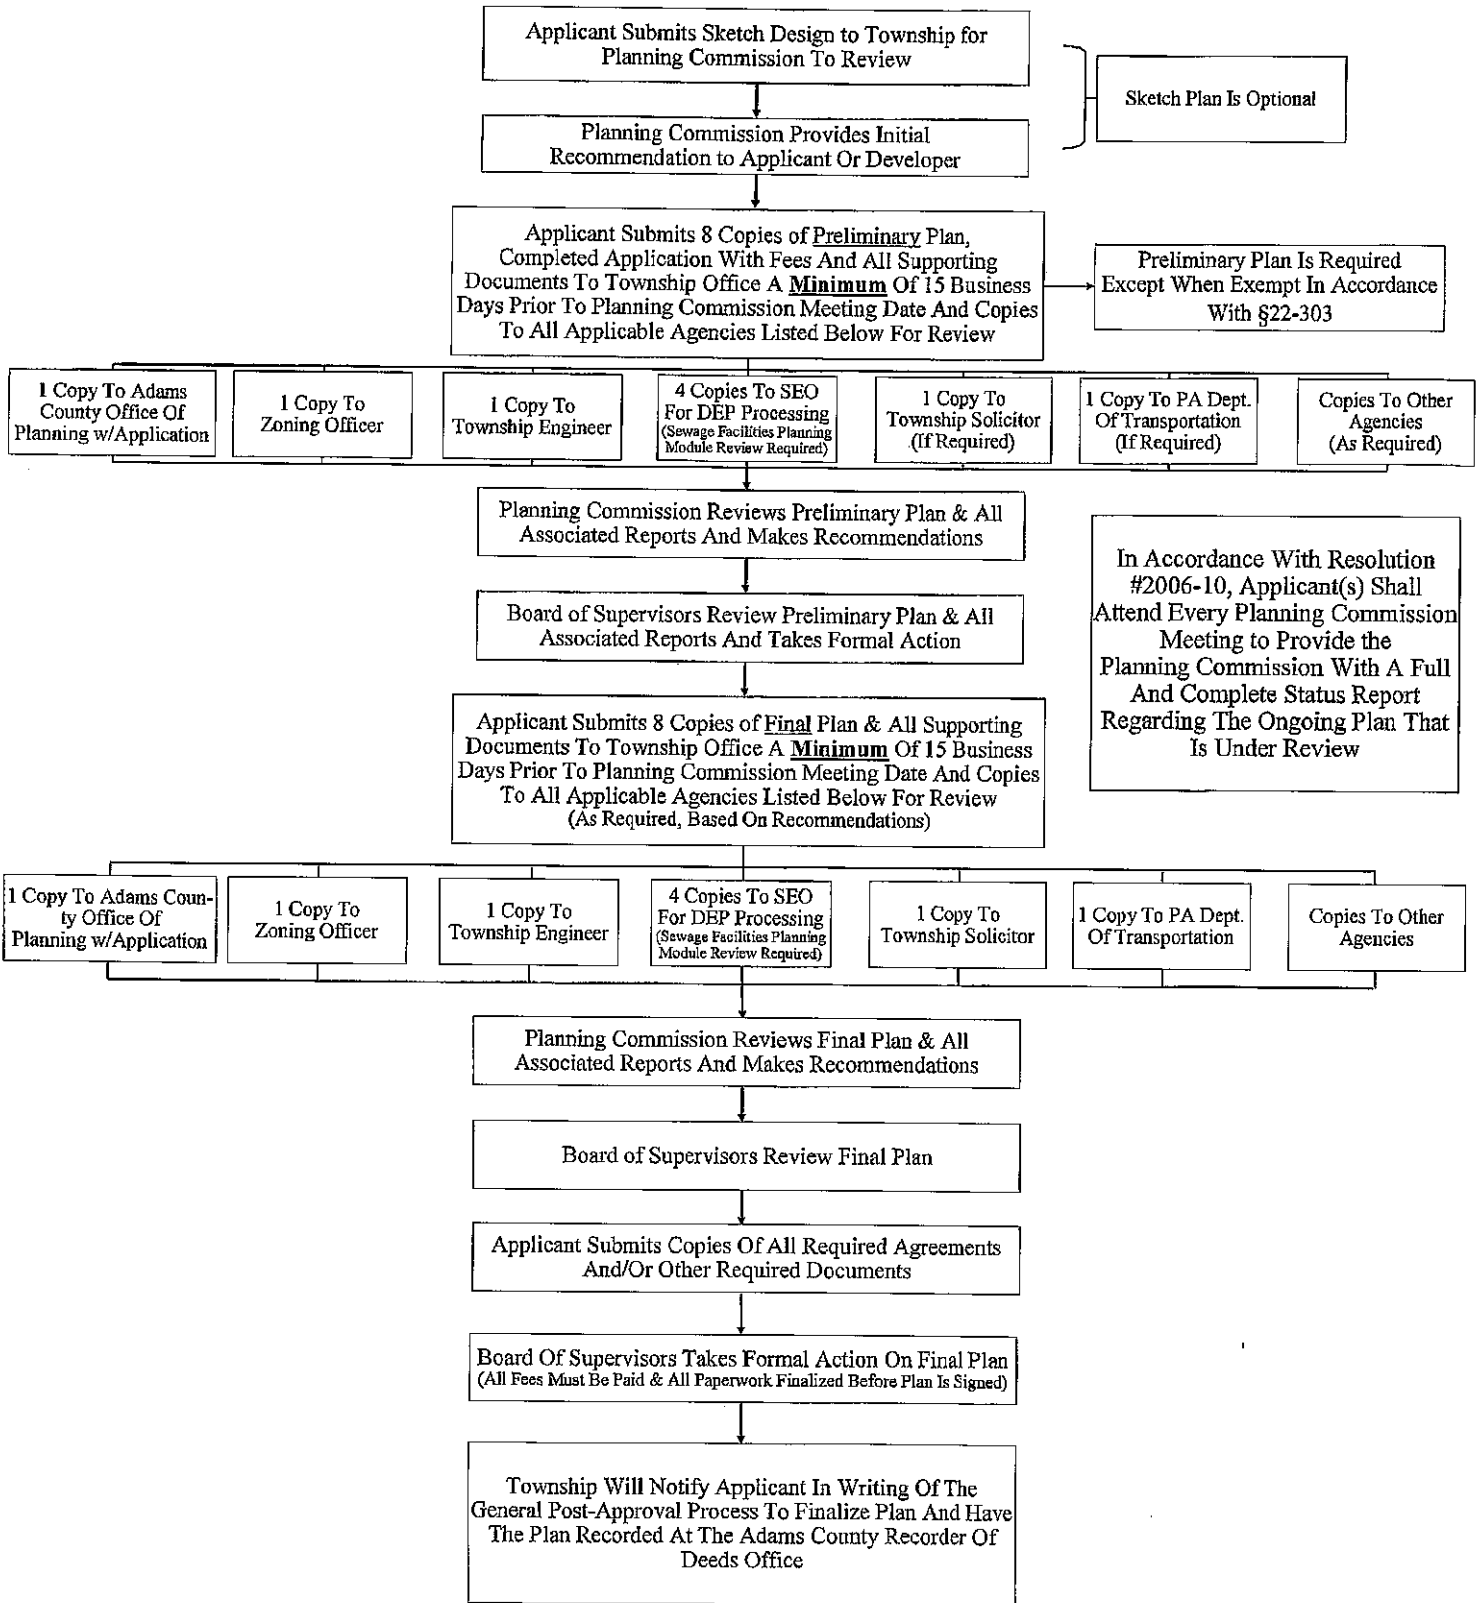 Applicant Submits Sketch Design to Township for
Planning Commission To Review
Sketch Plan Is Optional
Planning Commission Provides Initial
Recommendation to Applicant Or Developer
Applicant Submits 8 Copies of Preliminary Plan,
Completed Application With Fees And All Supporting
Documents To Township Office A Minimum Of 15 Business
Days Prior To Planning Commission Meeting Date And Copies
To All Applicable Agencies Listed Below For Review
Preliminary Plan Is Required
Except When Exempt In Accordance
With §22-303
1 Copy To Adams
County Office Of
Planning w/Application
1 Copy To
Zoning Officer
1 Copy To
Township Engineer
4 Copies To SEO
For DEP Processing
(Sewage Facilities Planning
Module Review Required)
1 Copy To
Township Solicitor
(If Required)
1 Copy To PA Dept.
Of Transportation
(If Required)
Copies To Other
Agencies
(As Required)
Planning Commission Reviews Preliminary Plan & All
Associated Reports And Makes Recommendations
Board of Supervisors Review Preliminary Plan & All
Associated Reports And Takes Formal Action
In Accordance With Resolution
#2006-10, Applicant(s) Shall
Attend Every Planning Commission
Meeting to Provide the
Planning Commission With A Full
And Complete Status Report
Regarding The Ongoing Plan That
Is Under Review
Applicant Submits 8 Copies of Final Plan & All Supporting
Documents To Township Office A Minimum Of 15 Business
Days Prior To Planning Commission Meeting Date And Copies
To All Applicable Agencies Listed Below For Review
(As Required, Based On Recommendations)
1 Copy To Adams Coun-
ty Office Of
Planning w/Application
1 Copy To
Zoning Officer
1 Copy To
Township Engineer
4 Copies To SEO
For DEP Processing
(Sewage Facilities Planning
Module Review Required)
1 Copy To
Township Solicitor
1 Copy To PA Dept.
Of Transportation
Copies To Other
Agencies
Planning Commission Reviews Final Plan & All
Associated Reports And Makes Recommendations
Board of Supervisors Review Final Plan
Applicant Submits Copies Of All Required Agreements
And/Or Other Required Documents
Board Of Supervisors Takes Formal Action On Final Plan
(All Fees Must Be Paid & All Paperwork Finalized Before Plan Is Signed)
Township Will Notify Applicant In Writing Of The
General Post-Approval Process To Finalize Plan And Have
The Plan Recorded At The Adams County Recorder Of
Deeds Office